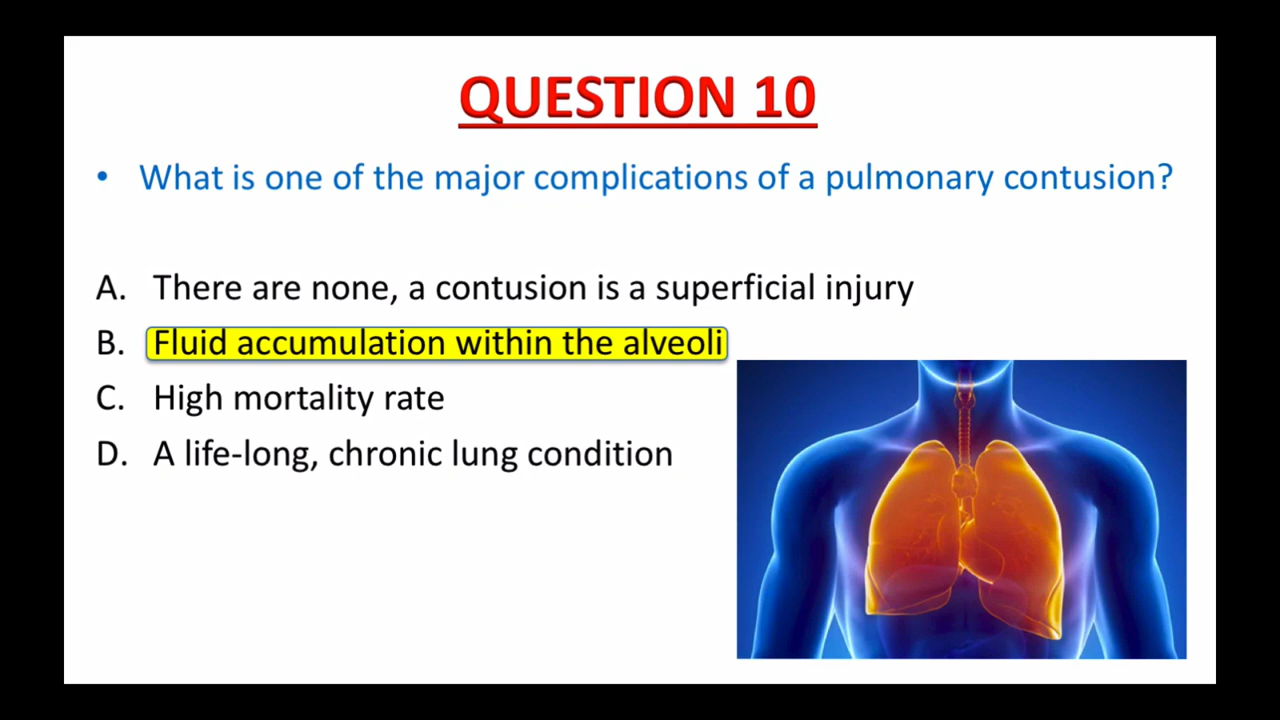 QUESTION 10
• What is one of the major complications of a pulmonary contusion?
A. There are none, a contusion is a superficial injury
B. Fluid accumulation within the alveoli
C. High mortality rate
D. A life-long, chronic lung condition